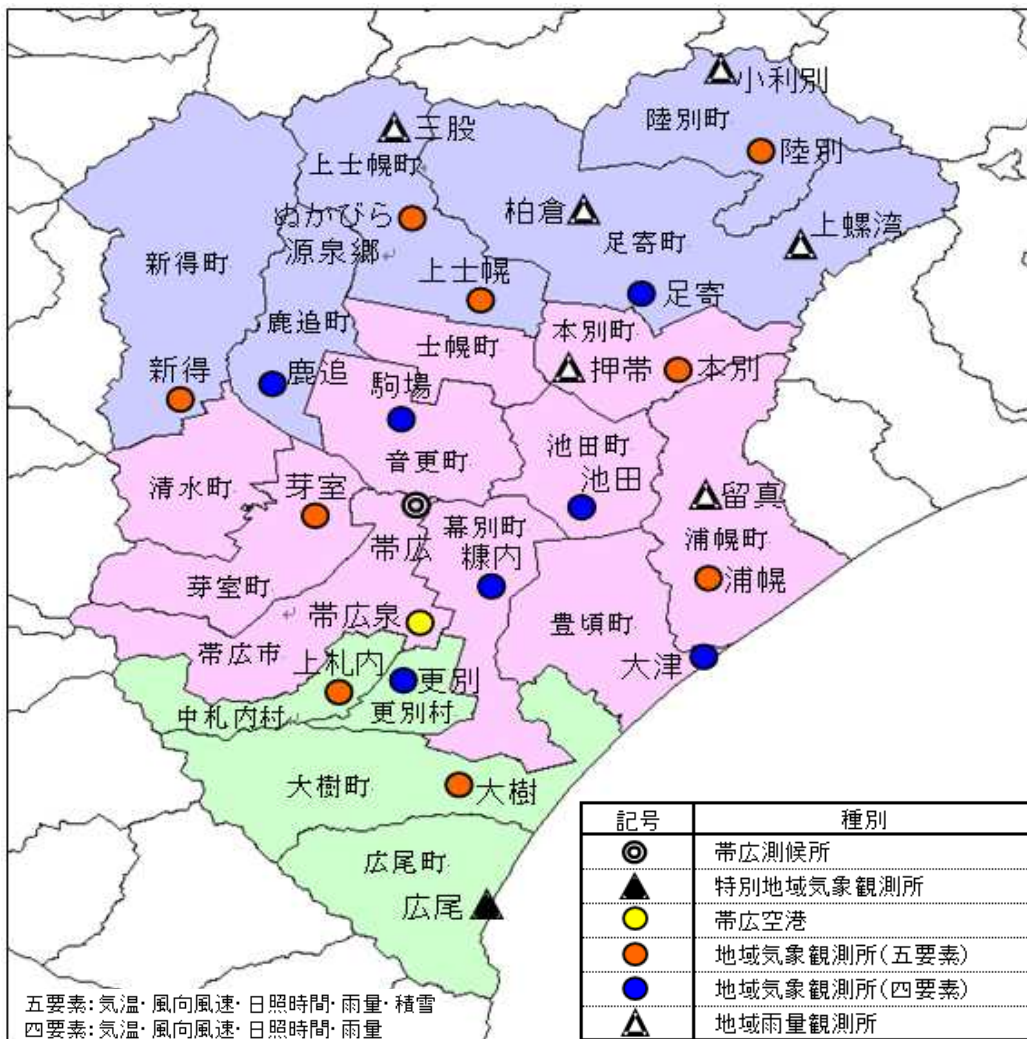 小利別
陸別町
三股
陸別
上士幌町
ぬかびら
柏倉
上螺湾
源泉郷
足寄町
新得町
上士幌
足寄
鹿追町
本別町
士幌町
新得
鹿追
駒場
押帯
本別
池田町
音更町
池田
清水町
芽室
留真
幕別町
浦幌町
帯広
糠内
芽室町
浦幌
帯広泉
豊頃町
帯広市
上札内
更別
大津
中札内村
更別村
大樹町
大樹
広尾町
広尾
記号 種別
帯広測候所
特別地域気象観測所
帯広空港
地域気象観測所(五要素)
地域気象観測所(四要素)
地域雨量観測所
五要素:気温・風向風速・日照時間・雨量・積雪
四要素:気温・風向風速・日照時間・雨量